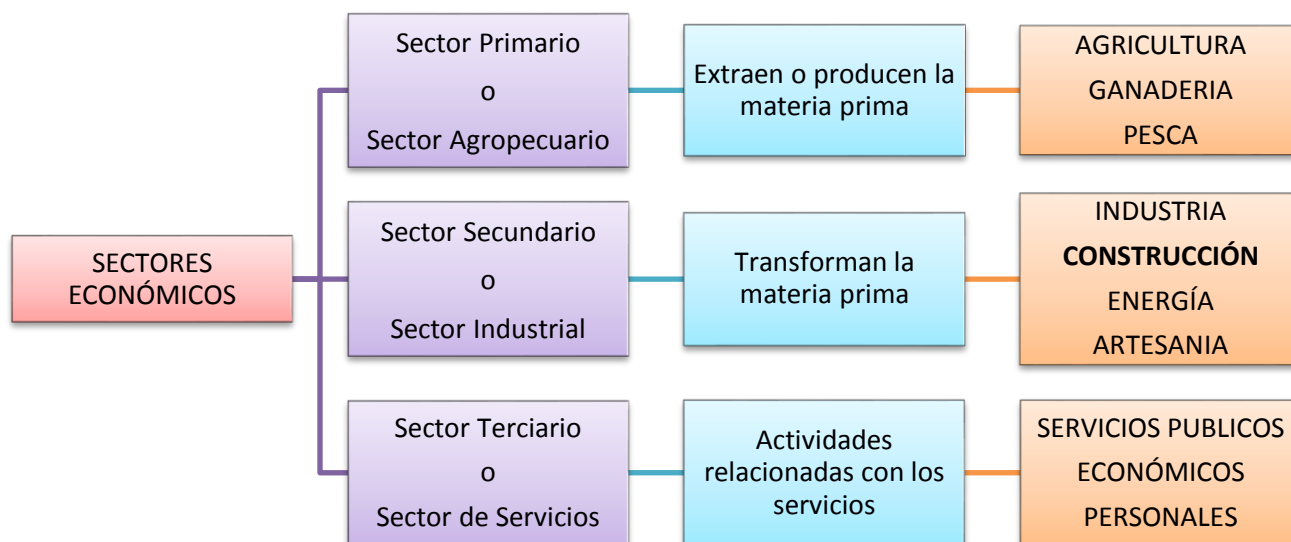 SECTORES
ECONÓMICOS
Sector Primario
o
Sector Agropecuario
Extraen o producen la
materia prima
AGRICULTURA
GANADERIA
PESCA
Sector Secundario
o
Sector Industrial
Transforman la
materia prima
INDUSTRIA
CONSTRUCCIÓN
ENERGÍA
ARTESANIA
Sector Terciario
o
Sector de Servicios
Actividades
relacionadas con los
servicios
SERVICIOS PUBLICOS
ECONÓMICOS
PERSONALES